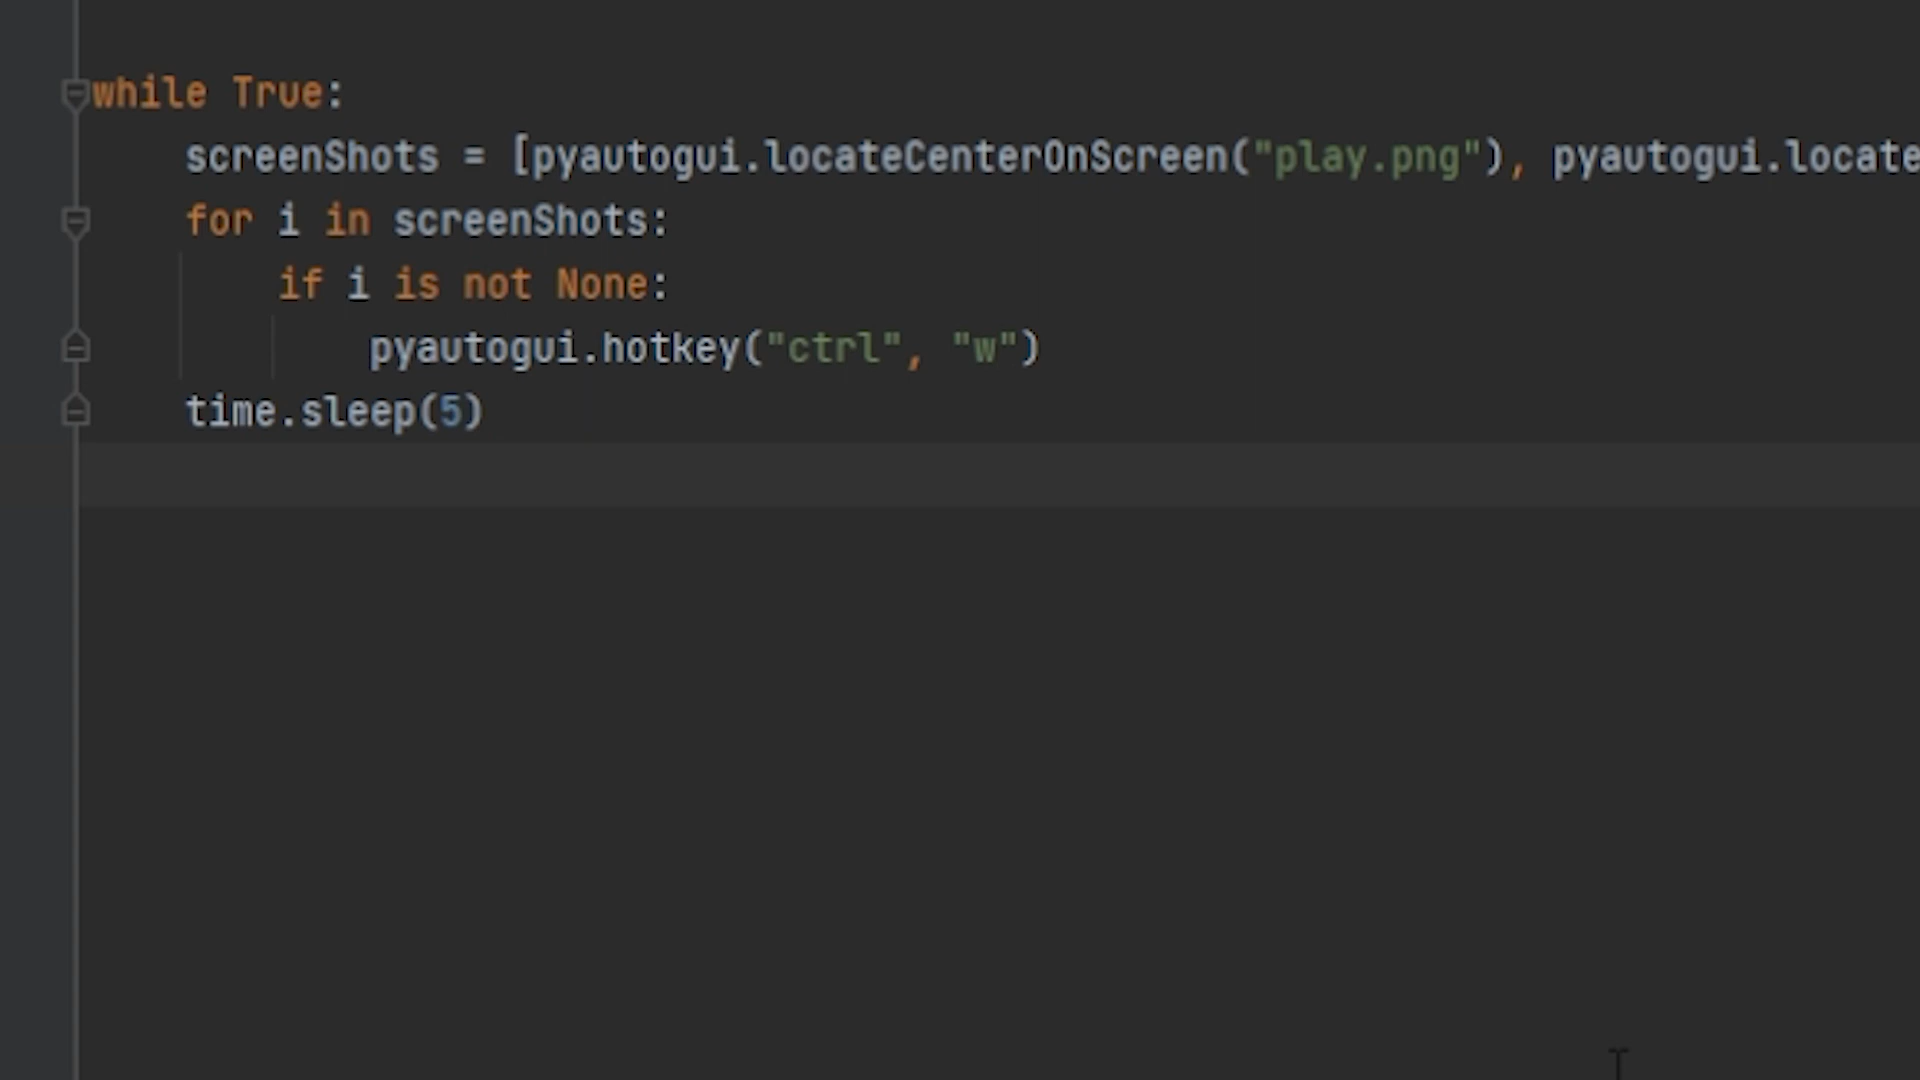 while True:
screenShots = [pyautogui.locateCenterOnScreen("play.png"), pyautogui.locate
for i in screenShots:
if i is not None:
pyautogui.hotkey("ctrl", "w")
time.sleep(5)